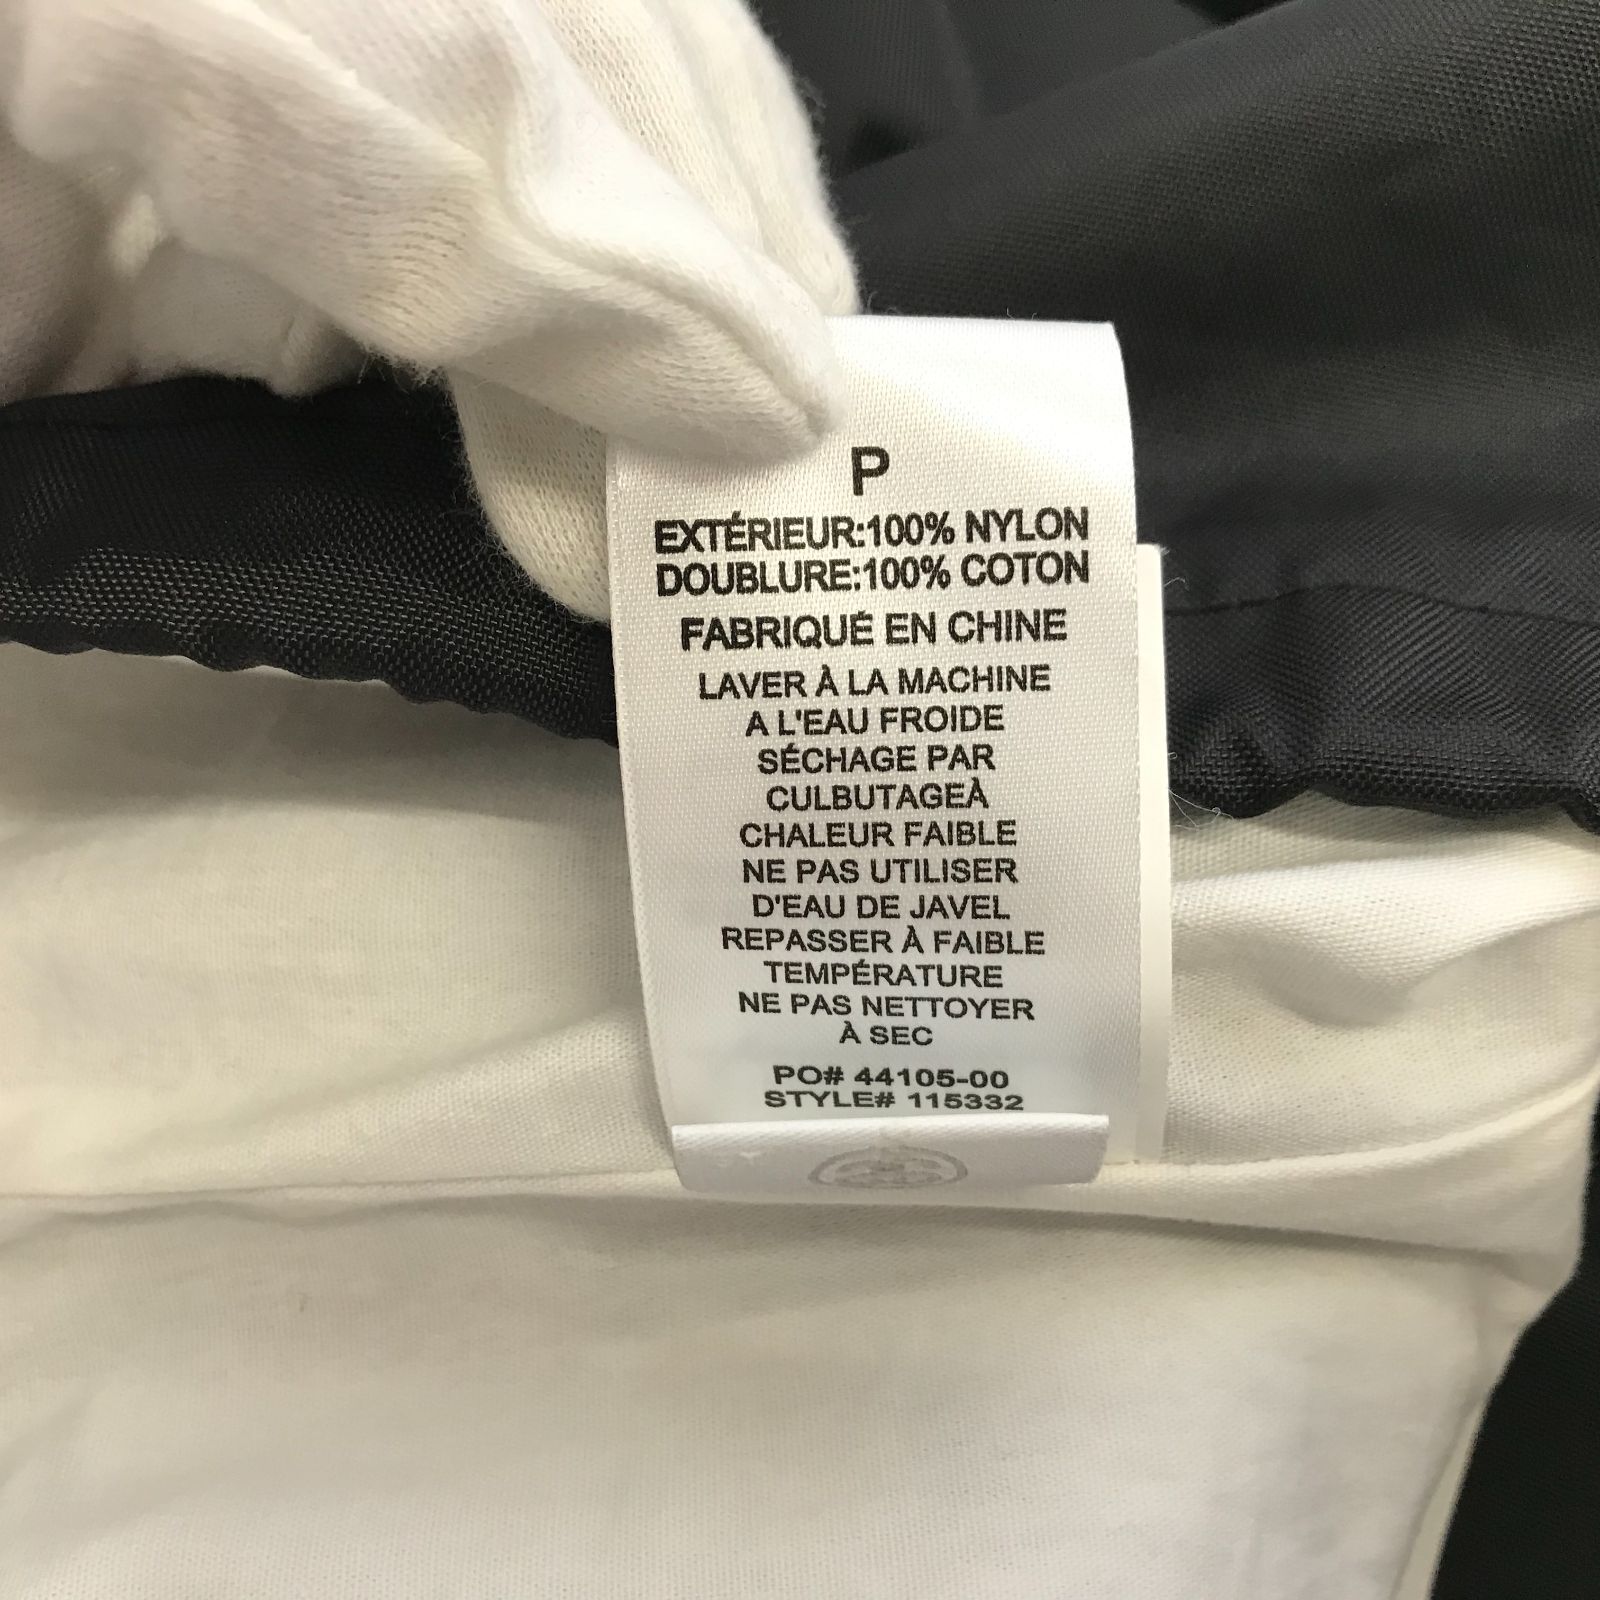 P
EXTÉRIEUR:100% NYLON
DOUBLURE:100% COTON
FABRIQUÉ EN CHINE
LAVER À LA MACHINE
A L'EAU FROIDE
SÉCHAGE PAR
CULBUTAGEÀ
CHALEUR FAIBLE
NE PAS UTILISER
D'EAU DE JAVEL
REPASSER À FAIBLE
TEMPÉRATURE
NE PAS NETTOYER
À SEC
PO# 44105-00
STYLE# 115332